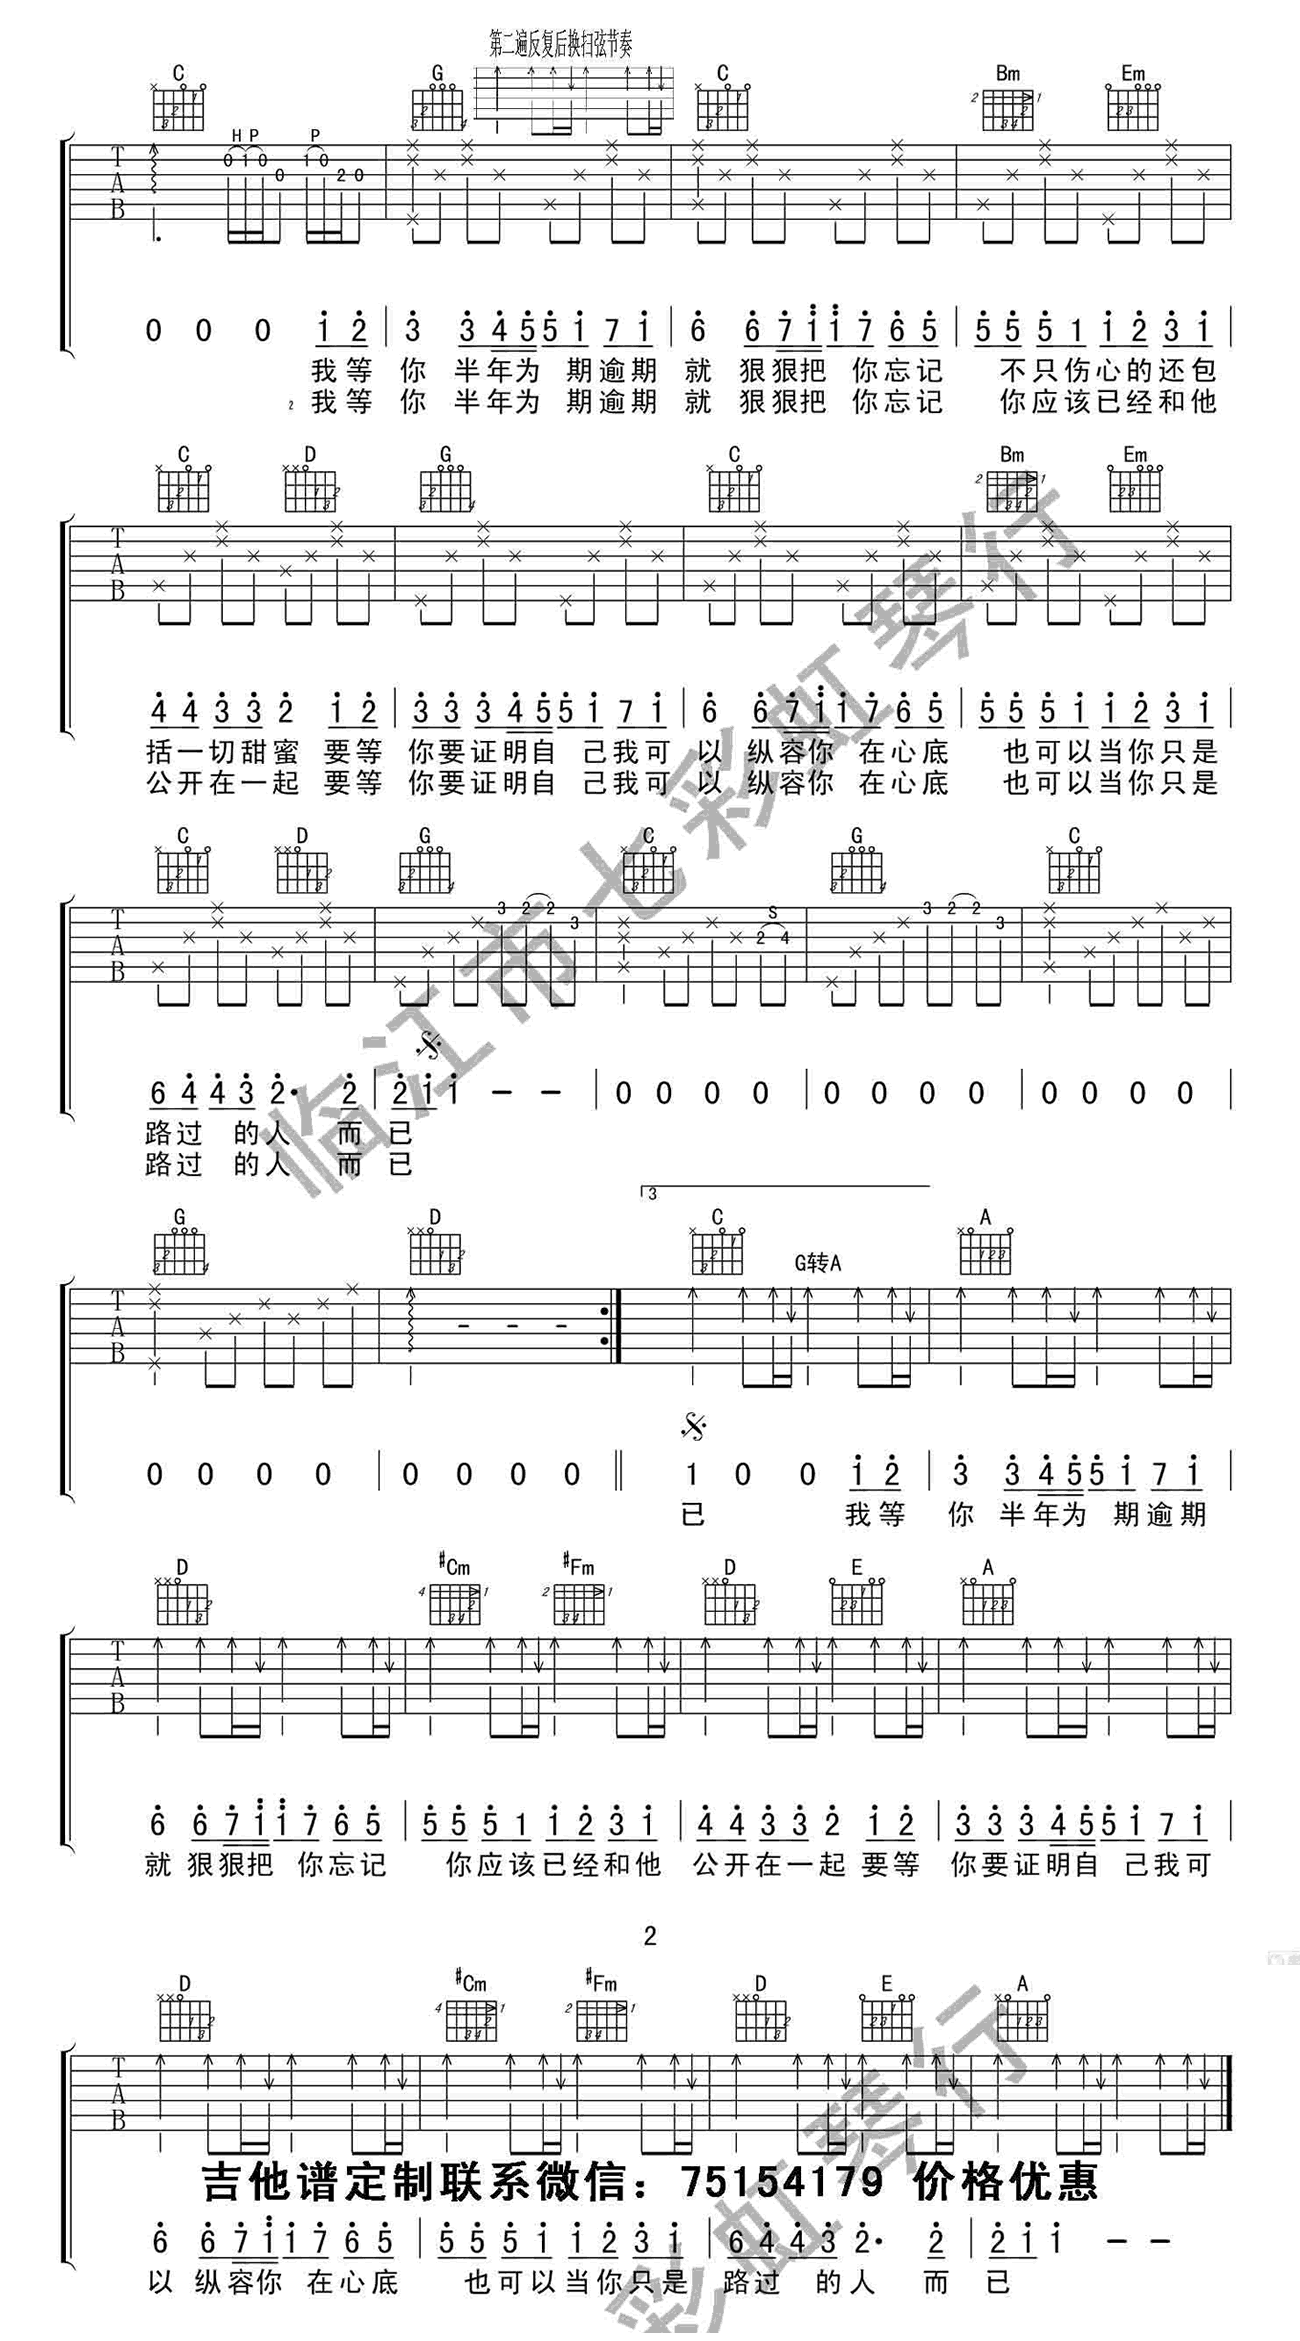 第二遍反复后换扫弦节奏
C G C Bm Em
H P P
T 0 1 0 1 0
A 0 2 0
B
0 0 0 1 2 | 3 3 4 5 5 1 7 1 | 6 6 7 1 1 7 6 5 | 5 5 5 1 1 2 3 1 |
我等 你 半年为 期逾期 就 狠狠把 你忘记 不只伤心的还包
2 我等 你 半年为 期逾期 就 狠狠把 你忘记 你应该已经和他
C D G C Bm Em
T
A
B
4 4 3 3 2 1 2 | 3 3 3 4 5 5 1 7 1 | 6 6 7 1 1 7 6 5 | 5 5 5 1 1 2 3 1 |
括一切甜蜜 要等 你要证明自 己我可 以 纵容你 在心底 也可以当你只是
公开在一起 要等 你要证明自 己我可 以 纵容你 在心底 也可以当你只是
C D G C G C
T 3 2 2 3 S 3 2 2 3
A 2 4
B
6 4 4 3 2· 2 | 2 1 1 － － | 0 0 0 0 | 0 0 0 0 | 0 0 0 0 |
路过 的人 而已
路过 的人 而已
3
G D C G转A A
T
A
B
0 0 0 0 | 0 0 0 0 || 1 0 0 1 2 | 3 3 4 5 5 1 7 1 |
已 我等 你 半年为 期逾期
D #Cm #Fm D E A
T
A
B
6 6 7 1 1 7 6 5 | 5 5 5 1 1 2 3 1 | 4 4 3 3 2 1 2 | 3 3 3 4 5 5 1 7 1 |
就 狠狠把 你忘记 你应该已经和他 公开在一起 要等 你要证明自 己我可
2
D #Cm #Fm D E A
T
A
B
吉他谱定制联系微信：75154179 价格优惠
6 6 7 1 1 7 6 5 | 5 5 5 1 1 2 3 1 | 6 4 4 3 2· 2 | 2 1 1 － －
以 纵容你 在心底 也可以当你只是 路过 的人 而 已
临江市七彩虹琴行
彩虹琴行